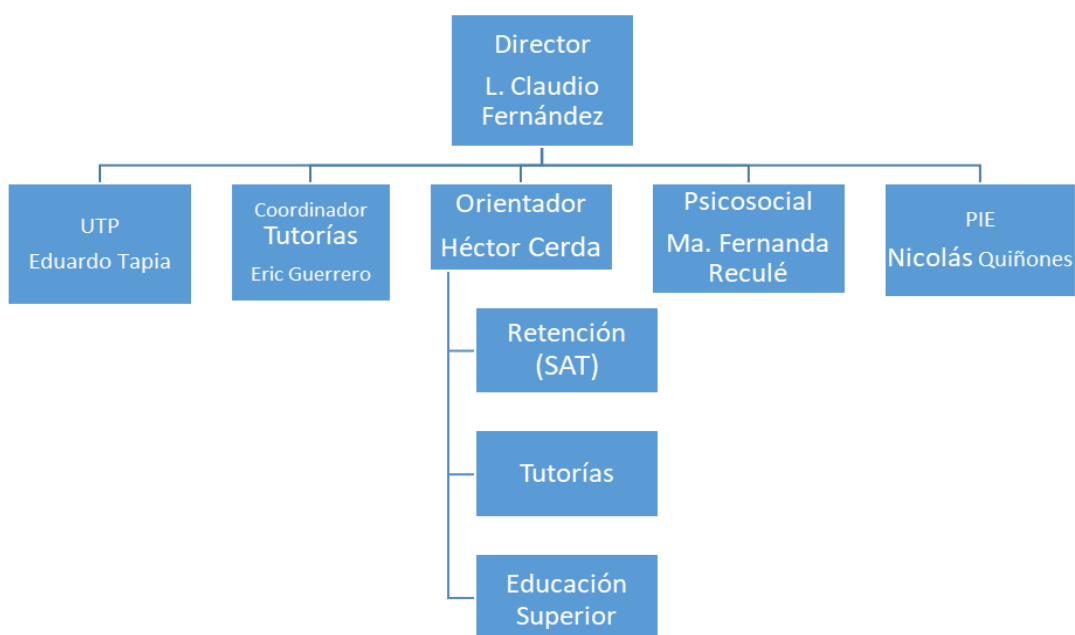 Director
L. Claudio
Fernández
UTP
Eduardo Tapia
Coordinador
Tutorías
Eric Guerrero
Orientador
Héctor Cerda
Psicosocial
Ma. Fernanda
Reculé
PIE
Nicolás Quiñones
Retención
(SAT)
Tutorías
Educación
Superior